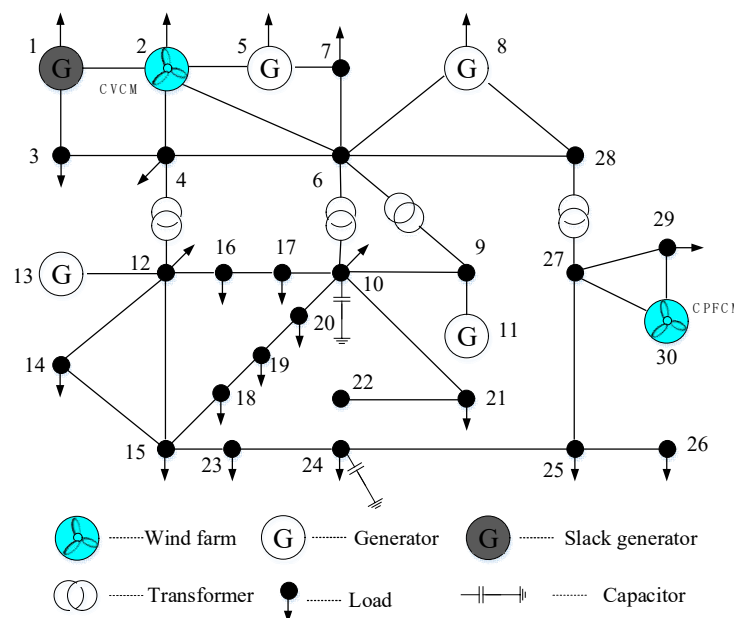 1 2 5 7 8
G G G
CVCM
3 4 6 28
16 17 9 29
12 27
13 G 10
CPFCM
20 G 11
14 19 22 30
18 21
15 23 24 25 26
G G
Wind farm Generator Slack generator
Transformer Load Capacitor